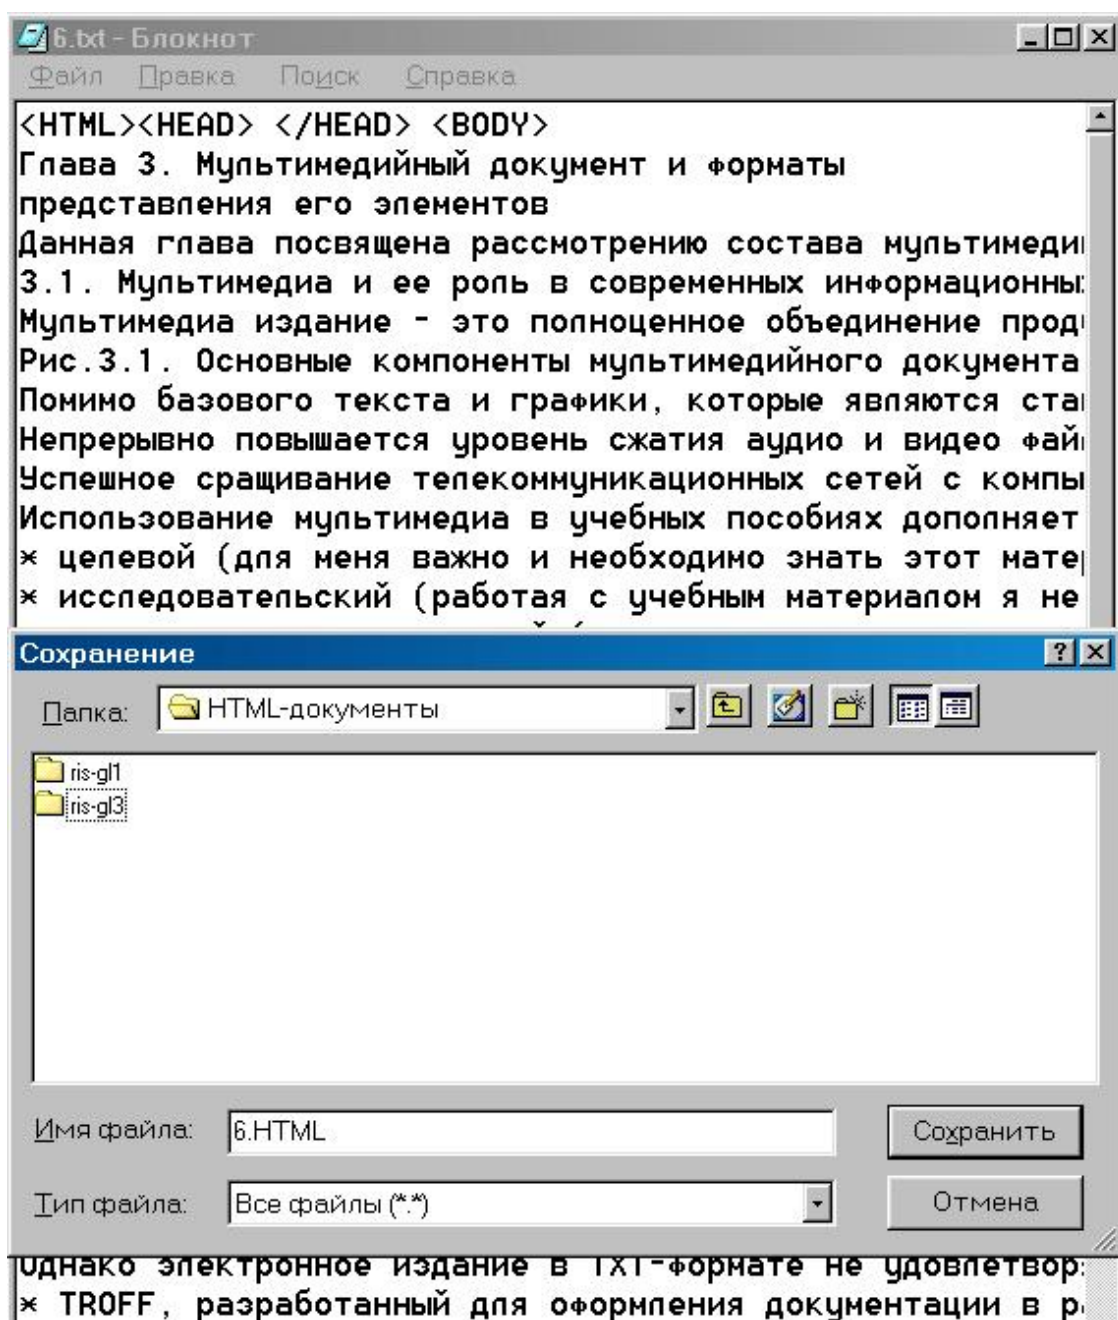 6.txt - Блокнот
Файл Правка Поиск Справка
<HTML><HEAD> </HEAD> <BODY>
Глава 3. Мультимедийный документ и форматы
представления его элементов
Данная глава посвящена рассмотрению состава мультимеди
3.1. Мультимедиа и ее роль в современных информационны
Мультимедиа издание - это полноценное объединение прод
Рис.3.1. Основные компоненты мультимедийного документа
Помимо базового текста и графики, которые являются ста
Непрерывно повышается уровень сжатия аудио и видео фай
Успешное сращивание телекоммуникационных сетей с компы
Использование мультимедиа в учебных пособиях дополняет
* целевой (для меня важно и необходимо знать этот мате
* исследовательский (работая с учебным материалом я не
Сохранение
Папка: HTML-документы
ris-gl1
ris-gl3
Имя файла: 6.HTML Сохранить
Тип файла: Все файлы (*.*) Отмена
Однако электронное издание в TXT-формате не удовлетвор
* TROFF, разработанный для оформления документации в р